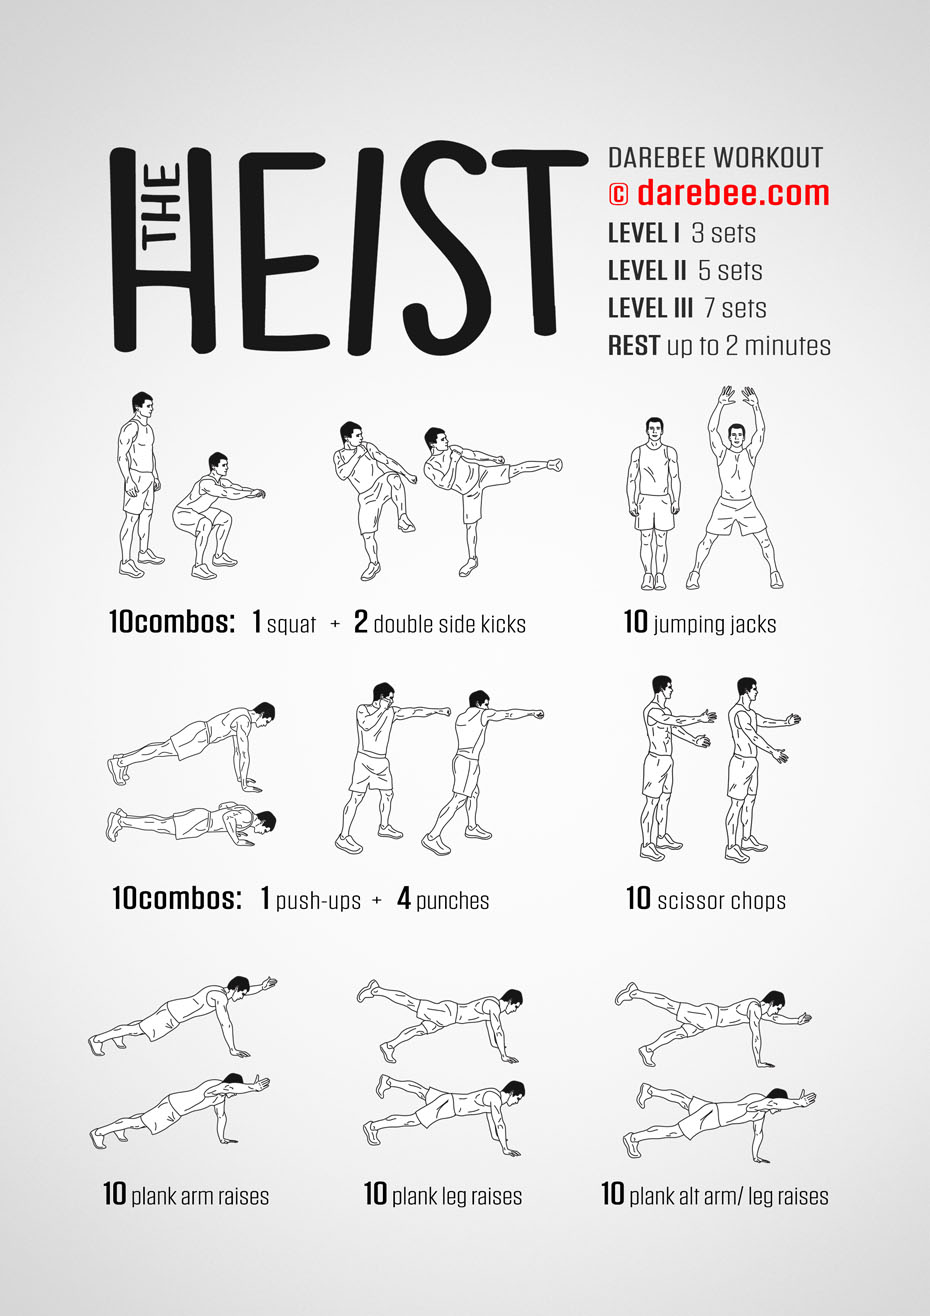 THE
HEIST
DAREBEE WORKOUT
© darebee.com
LEVEL I 3 sets
LEVEL II 5 sets
LEVEL III 7 sets
REST up to 2 minutes
10combos: 1 squat + 2 double side kicks
10 jumping jacks
10combos: 1 push-ups + 4 punches
10 scissor chops
10 plank arm raises
10 plank leg raises
10 plank alt arm/ leg raises